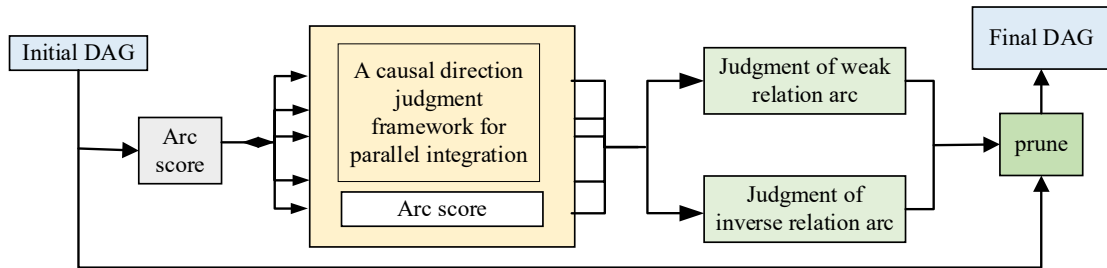 Initial DAG
Arc
score
A causal direction
judgment
framework for
parallel integration
Arc score
Judgment of weak
relation arc
Judgment of
inverse relation arc
Final DAG
prune